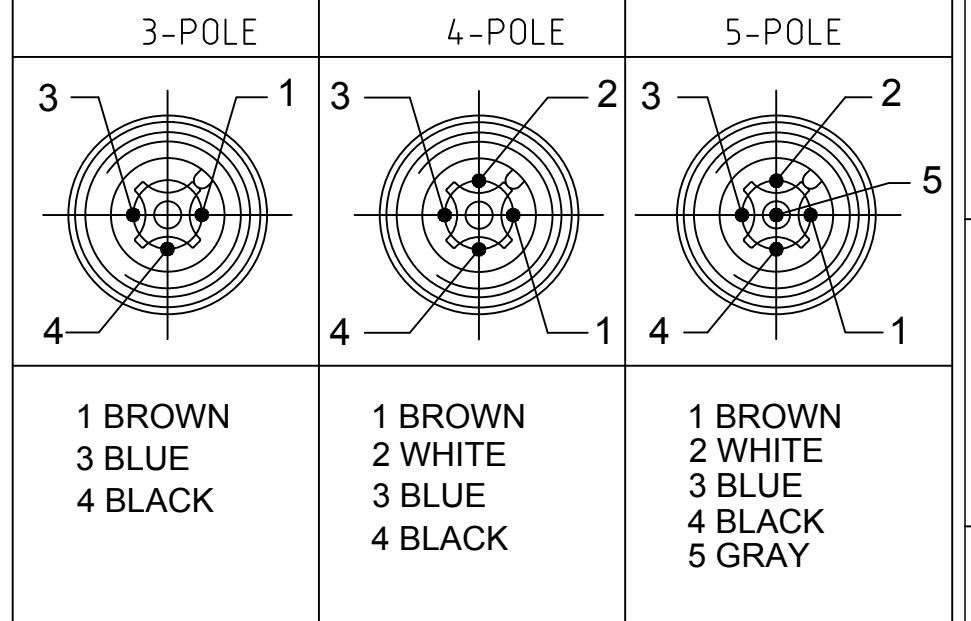 3-POLE
4-POLE
5-POLE
3
1
4
3
2
4
1
3
2
5
4
1
1 BROWN
3 BLUE
4 BLACK
1 BROWN
2 WHITE
3 BLUE
4 BLACK
1 BROWN
2 WHITE
3 BLUE
4 BLACK
5 GRAY